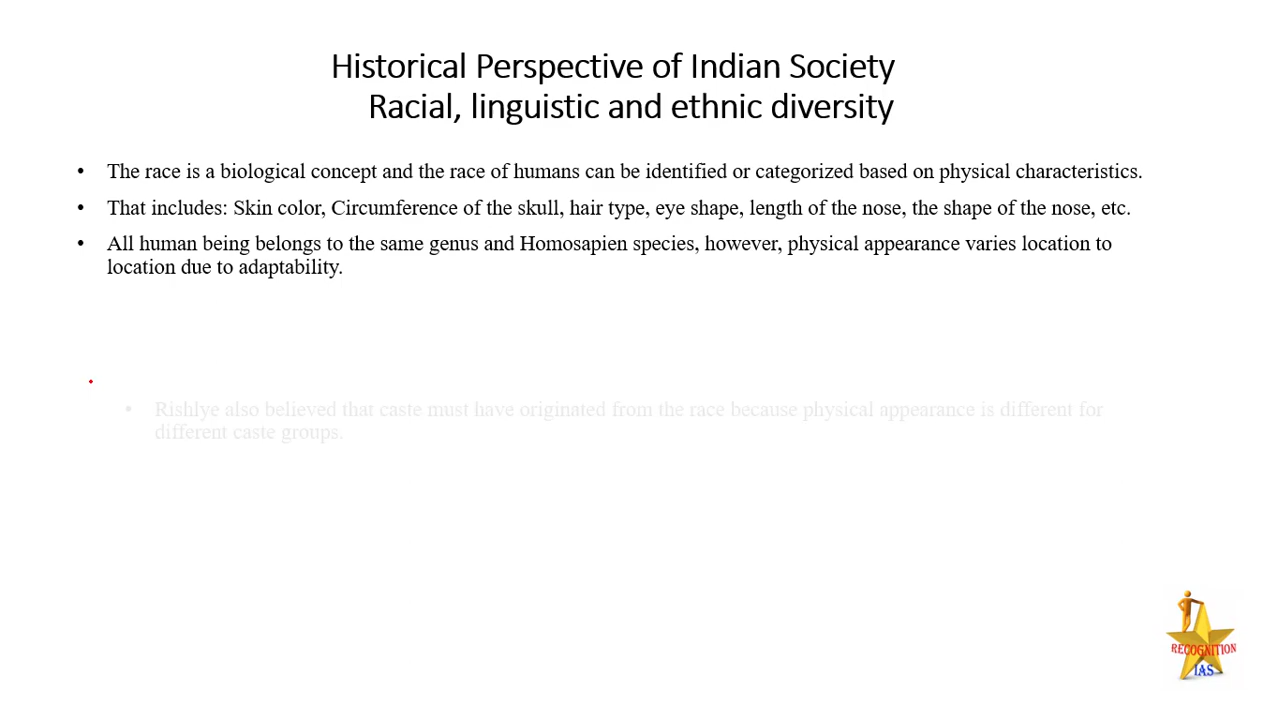 Historical Perspective of Indian Society
Racial, linguistic and ethnic diversity
• The race is a biological concept and the race of humans can be identified or categorized based on physical characteristics.
• That includes: Skin color, Circumference of the skull, hair type, eye shape, length of the nose, the shape of the nose, etc.
• All human being belongs to the same genus and Homosapien species, however, physical appearance varies location to
location due to adaptability.
• Rishlye also believed that caste must have originated from the race because physical appearance is different for
different caste groups.
RECOGNITION
IAS